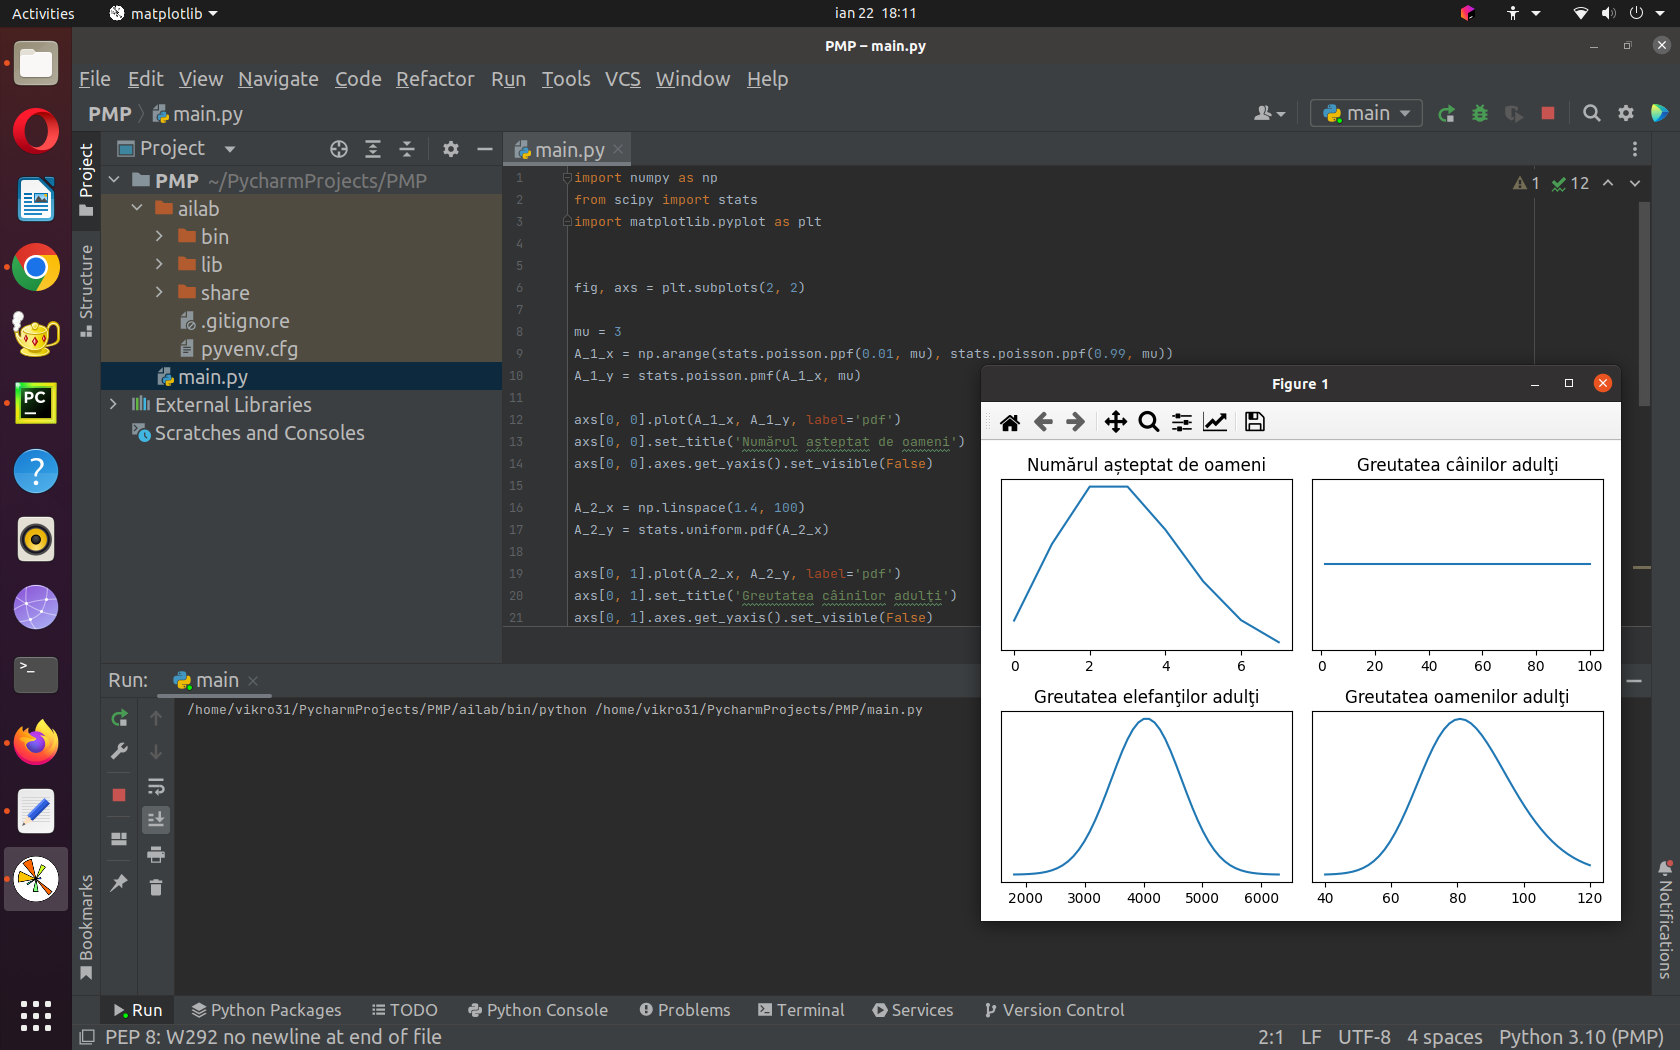 Activities
matplotlib
ian 22 18:11
PMP – main.py
File Edit View Navigate Code Refactor Run Tools VCS Window Help
PMP main.py
main
Project
Project
Structure
Bookmarks
PMP ~/PycharmProjects/PMP
ailab
bin
lib
share
.gitignore
pyvenv.cfg
main.py
External Libraries
Scratches and Consoles
main.py
1 12
1 import numpy as np
2 from scipy import stats
3 import matplotlib.pyplot as plt
4
5
6 fig, axs = plt.subplots(2, 2)
7
8 mu = 3
9 A_1_x = np.arange(stats.poisson.ppf(0.01, mu), stats.poisson.ppf(0.99, mu))
10 A_1_y = stats.poisson.pmf(A_1_x, mu)
11
12 axs[0, 0].plot(A_1_x, A_1_y, label='pdf')
13 axs[0, 0].set_title('Numărul așteptat de oameni')
14 axs[0, 0].axes.get_yaxis().set_visible(False)
15
16 A_2_x = np.linspace(1.4, 100)
17 A_2_y = stats.uniform.pdf(A_2_x)
18
19 axs[0, 1].plot(A_2_x, A_2_y, label='pdf')
20 axs[0, 1].set_title('Greutatea câinilor adulţi')
21 axs[0, 1].axes.get_yaxis().set_visible(False)
Figure 1
Numărul așteptat de oameni
0 2 4 6
Greutatea câinilor adulţi
0 20 40 60 80 100
Greutatea elefanţilor adulţi
2000 3000 4000 5000 6000
Greutatea oamenilor adulţi
40 60 80 100 120
Run: main
/home/vikro31/PycharmProjects/PMP/ailab/bin/python /home/vikro31/PycharmProjects/PMP/main.py
Notifications
PC
>_
Run Python Packages TODO Python Console Problems Terminal Services Version Control
PEP 8: W292 no newline at end of file
2:1 LF UTF-8 4 spaces Python 3.10 (PMP)